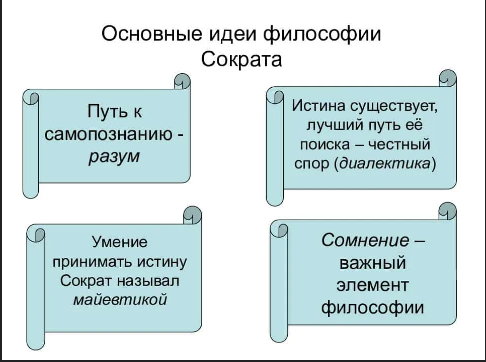 Основные идеи философии
Сократа
Путь к
самопознанию -
разум
Истина существует,
лучший путь её
поиска – честный
спор (диалектика)
Умение
принимать истину
Сократ называл
майевтикой
Сомнение –
важный
элемент
философии